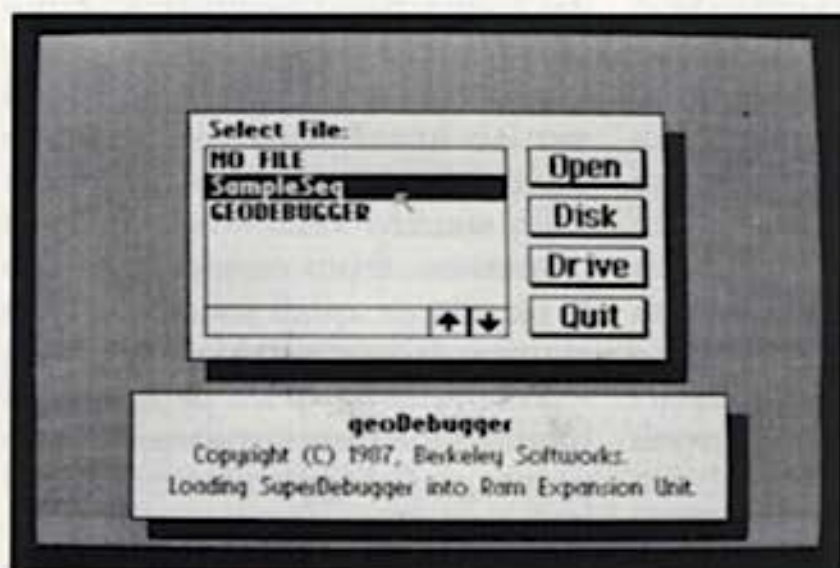 Select File:
NO FILE
SampleSeq
GEODEBUGGER
Open
Disk
Drive
Quit
geoDebugger
Copyright (C) 1987, Berkeley Softworks.
Loading SuperDebugger into Ram Expansion Unit.